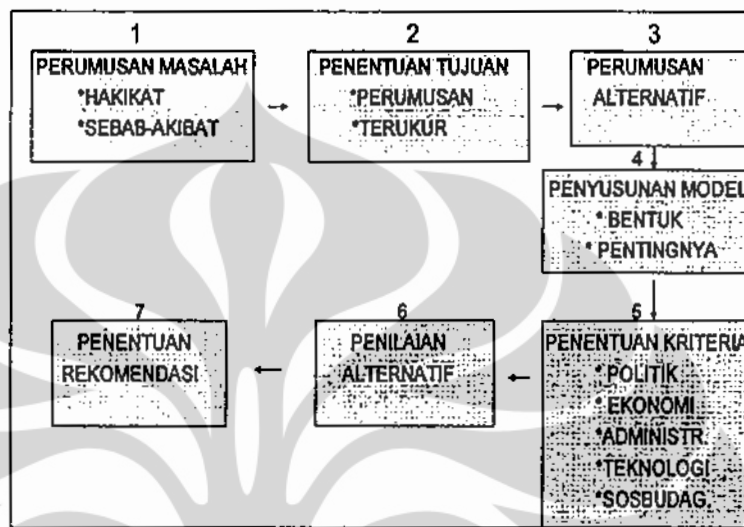 1
PERUMUSAN MASALAH
*HAKIKAT
*SEBAB-AKIBAT
2
PENENTUAN TUJUAN
*PERUMUSAN
*TERUKUR
3
PERUMUSAN
ALTERNATIF
4
PENYUSUNAN MODEL
* BENTUK
* PENTINGNYA
5
PENENTUAN KRITERIA
*POLITIK
* EKONOMI
*ADMINISTR.
*TEKNOLOGI
*SOSBUDAG.
6
PENILAIAN
ALTERNATIF
7
PENENTUAN
REKOMENDASI